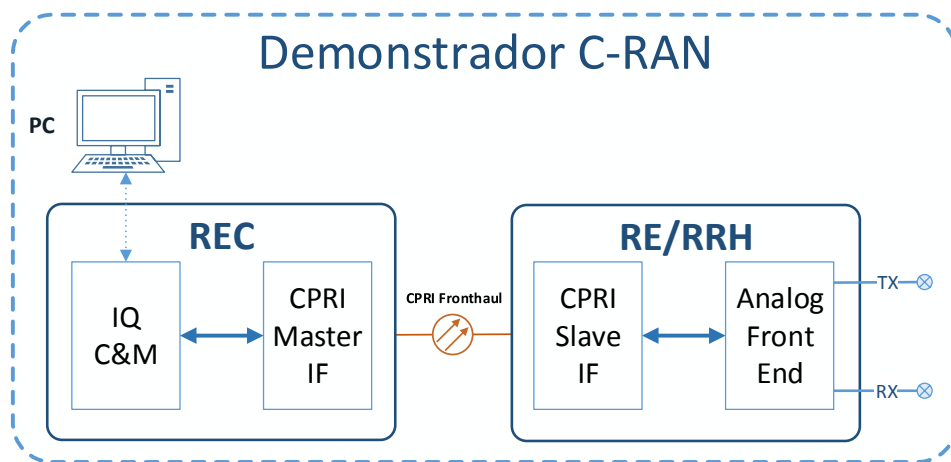 Demonstrador C-RAN
PC
REC
IQ
C&M
CPRI
Master
IF
CPRI Fronthaul
RE/RRH
CPRI
Slave
IF
Analog
Front
End
TX
RX